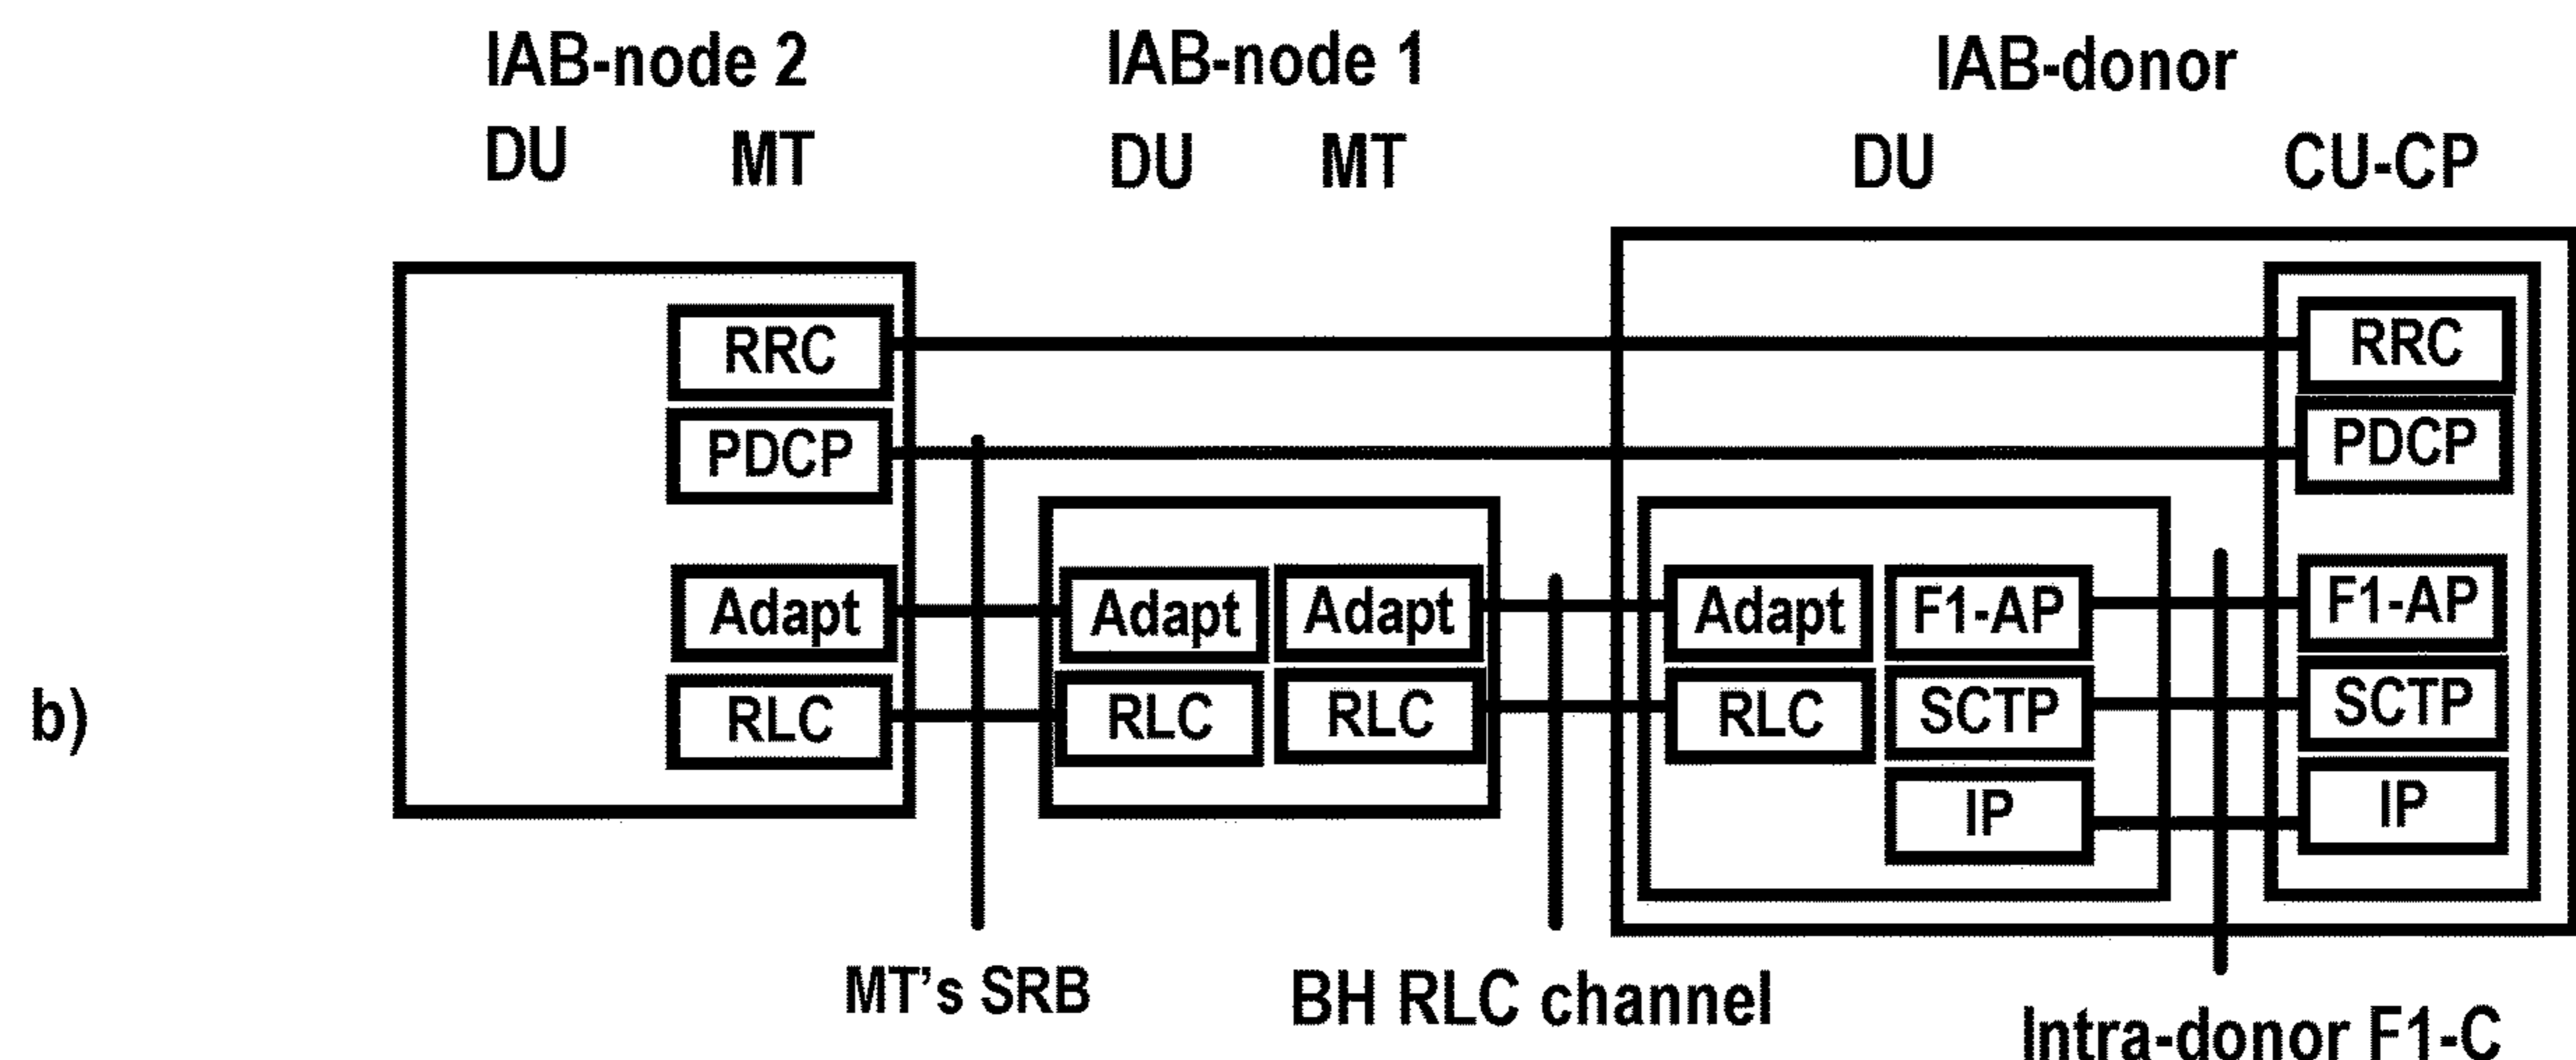 IAB-node 2 IAB-node 1 IAB-donor
DU MT DU MT DU CU-CP
RRC RRC
PDCP PDCP
Adapt Adapt Adapt Adapt F1-AP F1-AP
b) RLC RLC RLC RLC SCTP SCTP
IP IP
MT's SRB BH RLC channel
Intra-donor F1-C